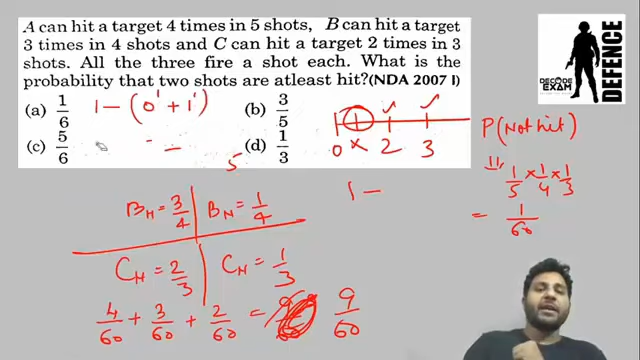 A can hit a target 4 times in 5 shots, B can hit a target
3 times in 4 shots and C can hit a target 2 times in 3
shots. All the three fire a shot each. What is the
probability that two shots are atleast hit? (NDA 2007 I)
(a) 1/6 1 - (0' + 1') (b) 3/5
(c) 5/6 (d) 1/3
5
0 × 2 3
P(Not hit)
1/5 × 1/4 × 1/3
= 1/60
1 -
B_H = 3/4 B_N = 1/4
C_H = 2/3 C_N = 1/3
4/60 + 3/60 + 2/60 = 9/60
DECODE EXAM
DEFENCE